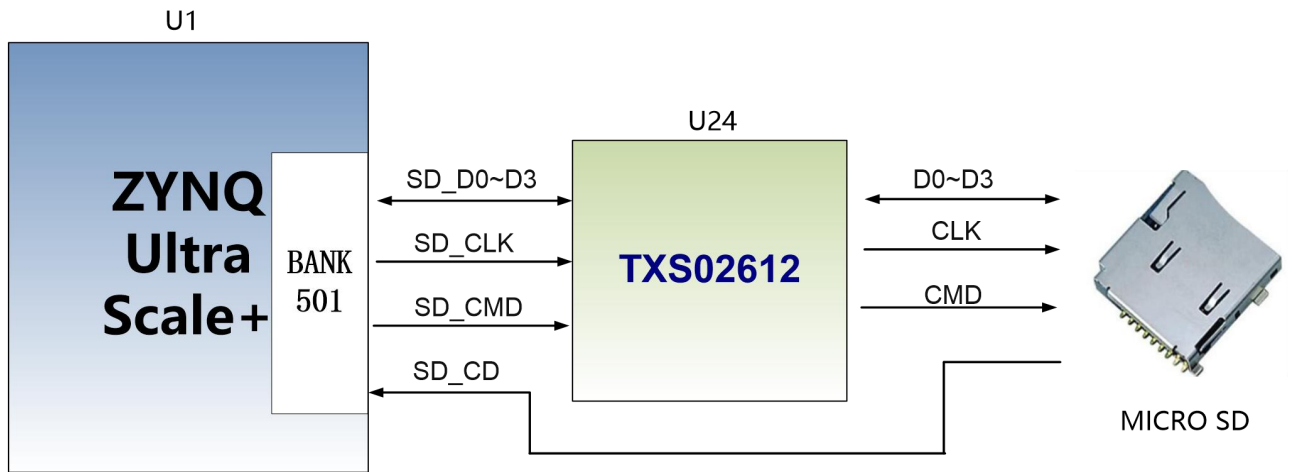 U1
U24
ZYNQ
Ultra
Scale+
BANK
501
SD_D0~D3
SD_CLK
SD_CMD
SD_CD
TXS02612
D0~D3
CLK
CMD
MICRO SD